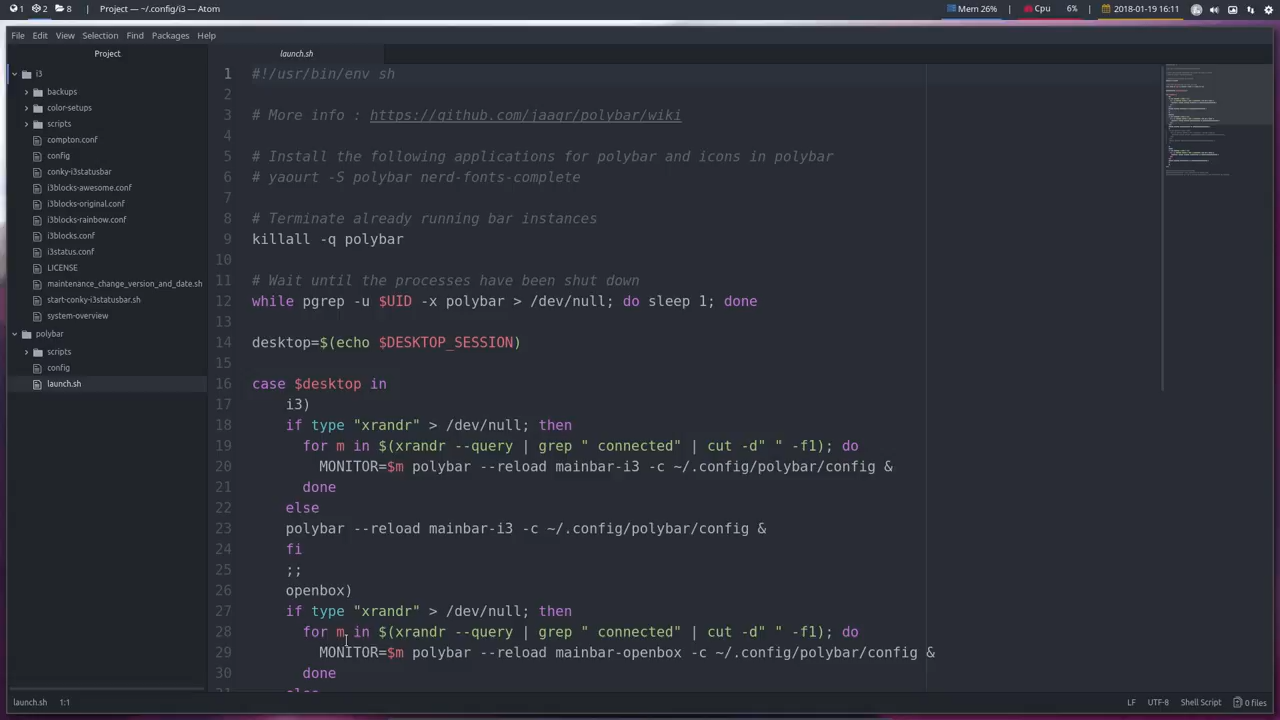 1 2 8 Project — ~/.config/i3 — Atom Mem 26% Cpu 6% 2018-01-19 16:11
File Edit View Selection Find Packages Help
Project
i3
backups
color-setups
scripts
compton.conf
config
conky-i3statusbar
i3blocks-awesome.conf
i3blocks-original.conf
i3blocks-rainbow.conf
i3blocks.conf
i3status.conf
LICENSE
maintenance_change_version_and_date.sh
start-conky-i3statusbar.sh
system-overview
polybar
scripts
config
launch.sh
launch.sh
1 #!/usr/bin/env sh
2
3 # More info : https://github.com/jaagr/polybar/wiki
4
5 # Install the following applications for polybar and icons in polybar
6 # yaourt -S polybar nerd-fonts-complete
7
8 # Terminate already running bar instances
9 killall -q polybar
10
11 # Wait until the processes have been shut down
12 while pgrep -u $UID -x polybar > /dev/null; do sleep 1; done
13
14 desktop=$(echo $DESKTOP_SESSION)
15
16 case $desktop in
17 i3)
18 if type "xrandr" > /dev/null; then
19 for m in $(xrandr --query | grep " connected" | cut -d" " -f1); do
20 MONITOR=$m polybar --reload mainbar-i3 -c ~/.config/polybar/config &
21 done
22 else
23 polybar --reload mainbar-i3 -c ~/.config/polybar/config &
24 fi
25 ;;
26 openbox)
27 if type "xrandr" > /dev/null; then
28 for m in $(xrandr --query | grep " connected" | cut -d" " -f1); do
29 MONITOR=$m polybar --reload mainbar-openbox -c ~/.config/polybar/config &
30 done
31 else
launch.sh 1:1 LF UTF-8 Shell Script 0 files